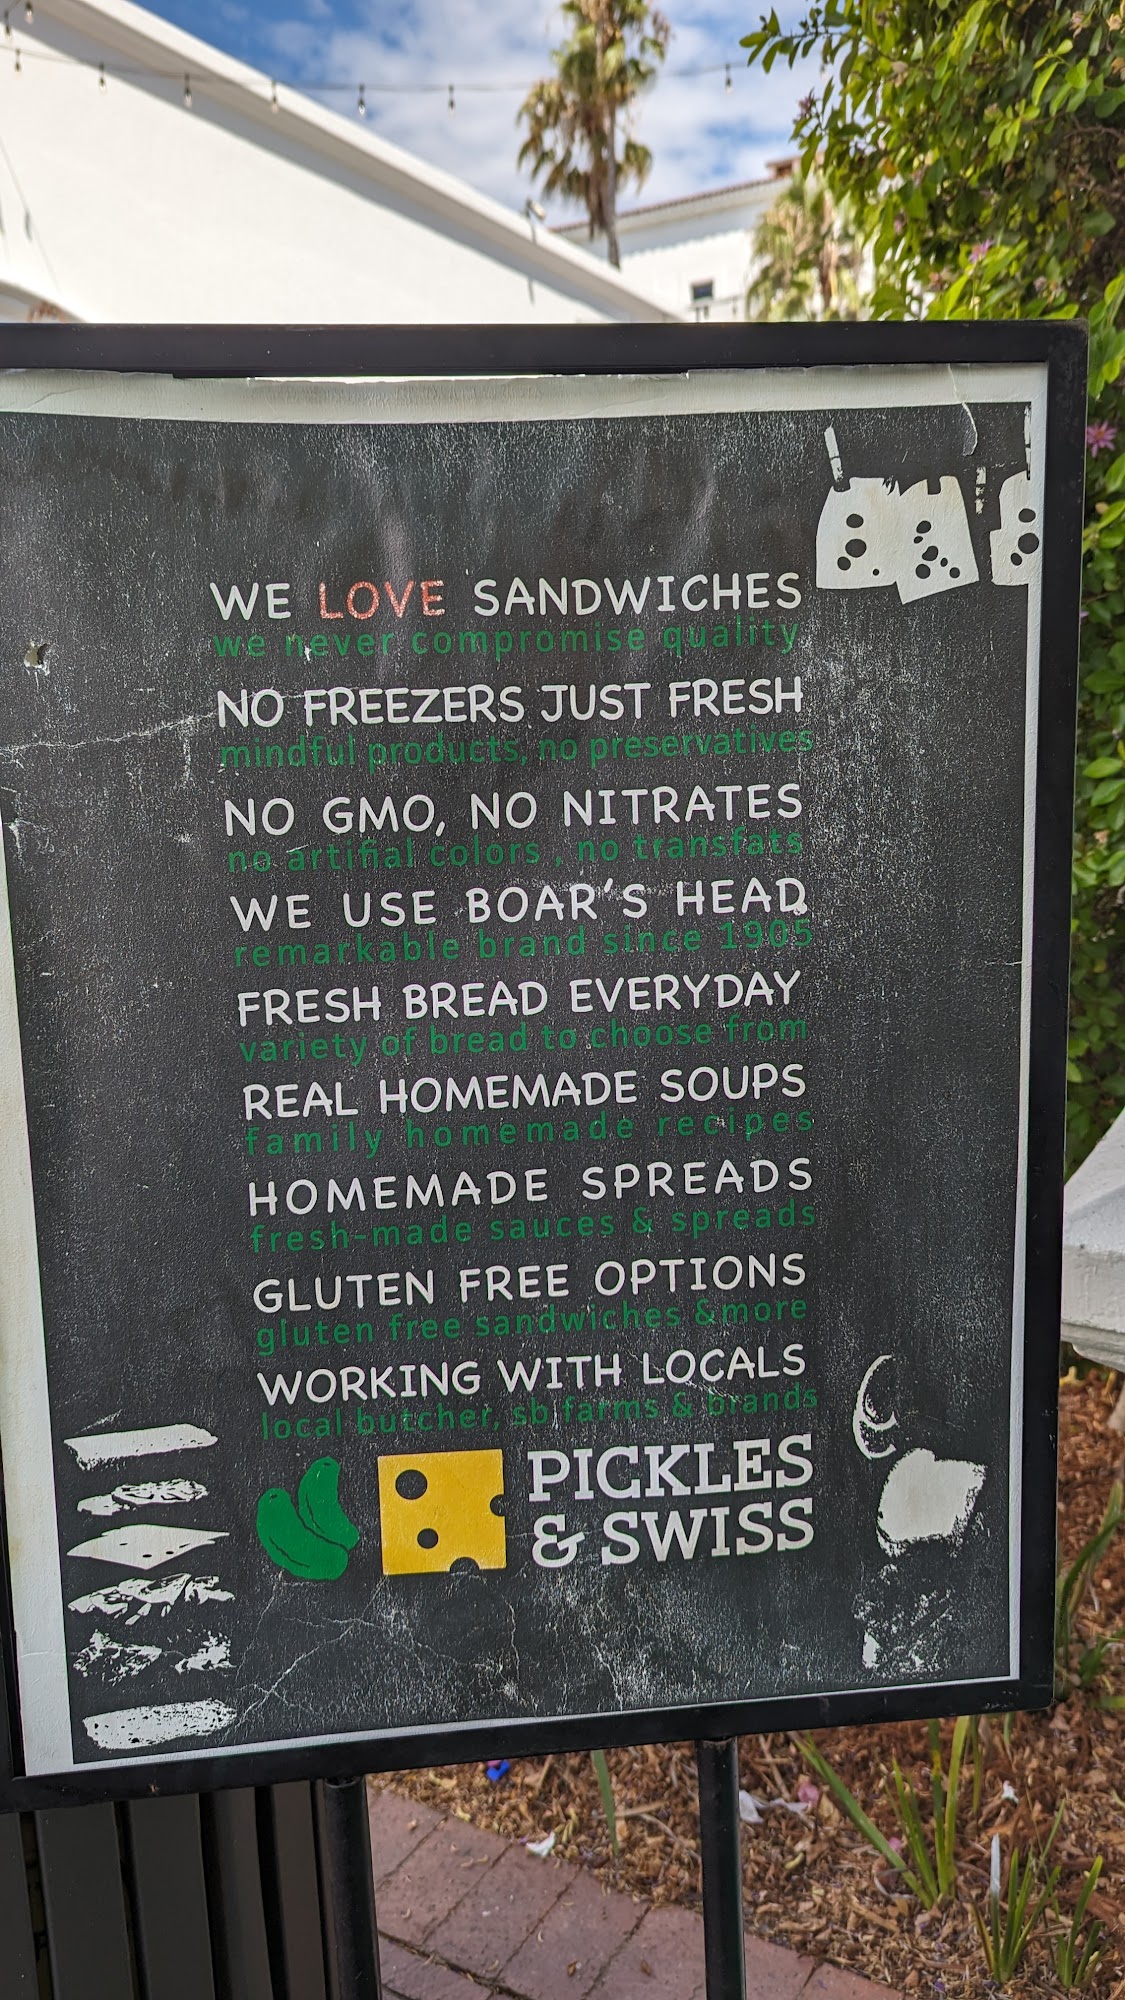 WE LOVE SANDWICHES
we never compromise quality
NO FREEZERS JUST FRESH
mindful products, no preservatives
NO GMO, NO NITRATES
no artifial colors , no transfats
WE USE BOAR'S HEAD
remarkable brand since 1905
FRESH BREAD EVERYDAY
variety of bread to choose from
REAL HOMEMADE SOUPS
family homemade recipes
HOMEMADE SPREADS
fresh-made sauces & spreads
GLUTEN FREE OPTIONS
gluten free sandwiches &more
WORKING WITH LOCALS
local butcher, sb farms & brands
PICKLES
& SWISS